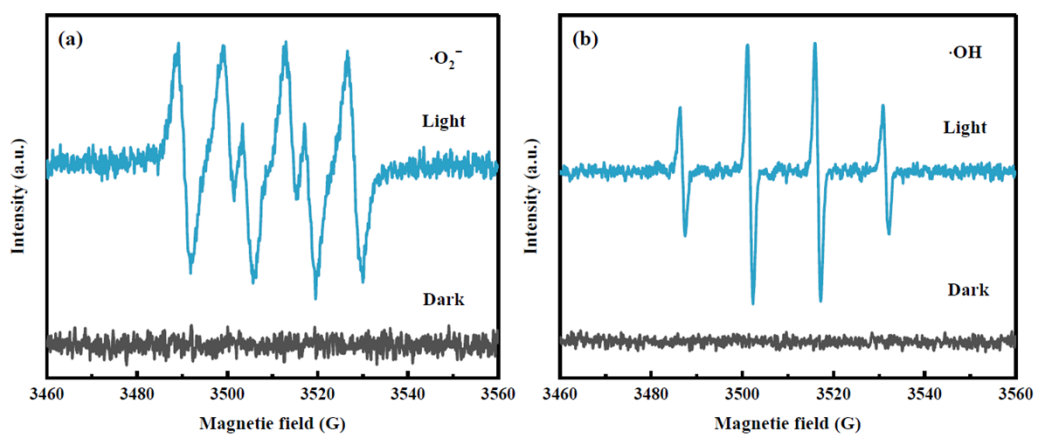 (a)
·O₂⁻
Light
Dark
Intensity (a.u.)
3460 3480 3500 3520 3540 3560
Magnetie field (G)
(b)
·OH
Light
Dark
Intensity (a.u.)
3460 3480 3500 3520 3540 3560
Magnetie field (G)